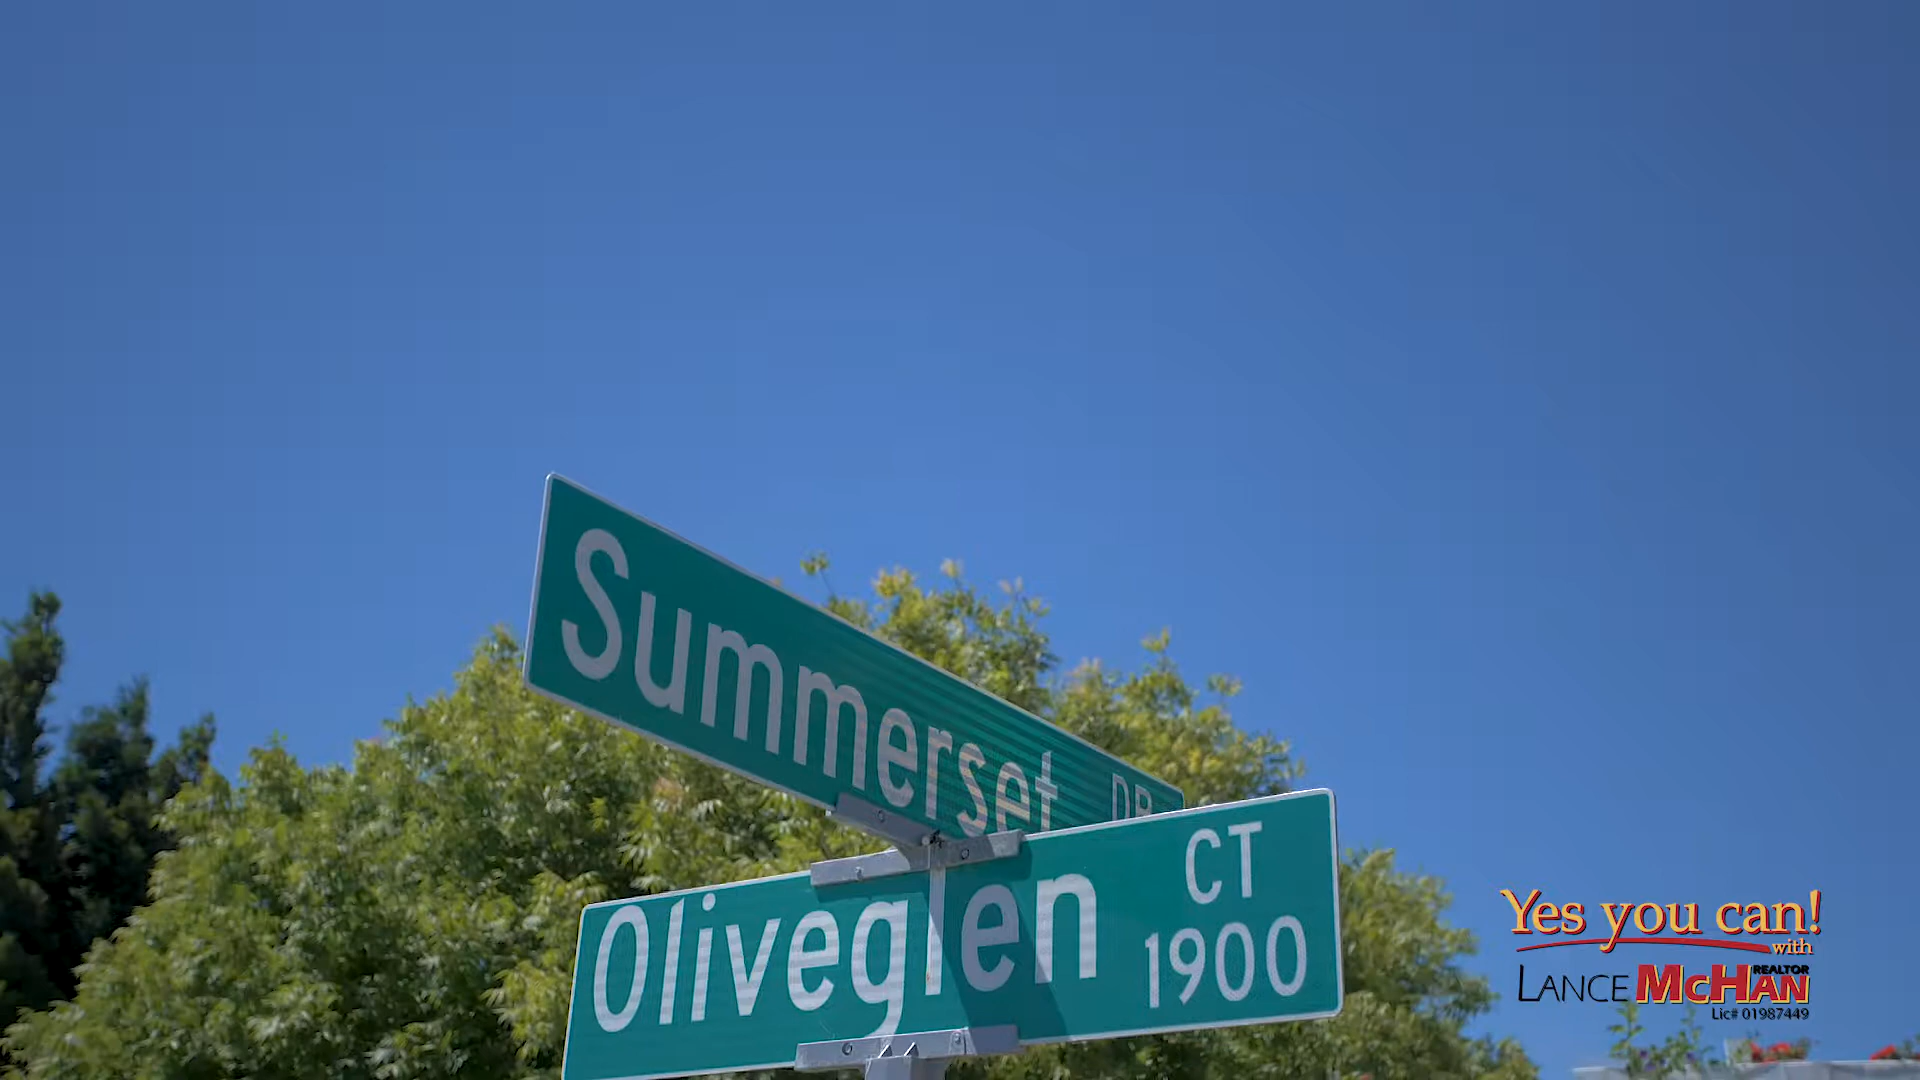 Summerset DR
Oliveglen CT
1900
Yes you can!
with
LANCE McHAN REALTOR
Lic# 01987449